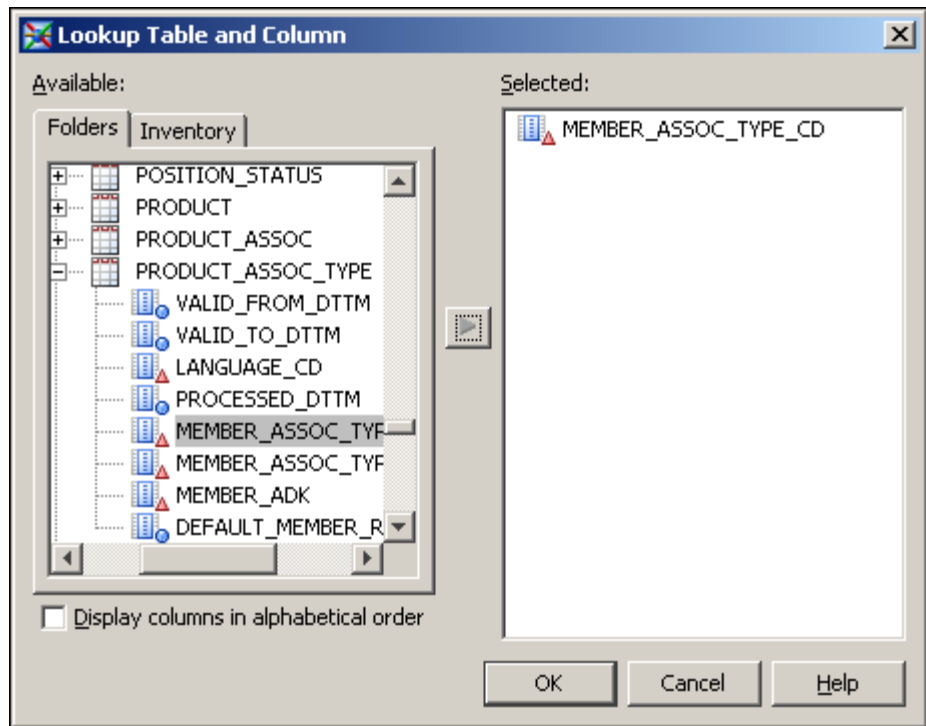 Lookup Table and Column
Available:
Folders
Inventory
POSITION_STATUS
PRODUCT
PRODUCT_ASSOC
PRODUCT_ASSOC_TYPE
VALID_FROM_DTTM
VALID_TO_DTTM
LANGUAGE_CD
PROCESSED_DTTM
MEMBER_ASSOC_TYP
MEMBER_ASSOC_TYP
MEMBER_ADK
DEFAULT_MEMBER_R
Display columns in alphabetical order
Selected:
MEMBER_ASSOC_TYPE_CD
OK
Cancel
Help